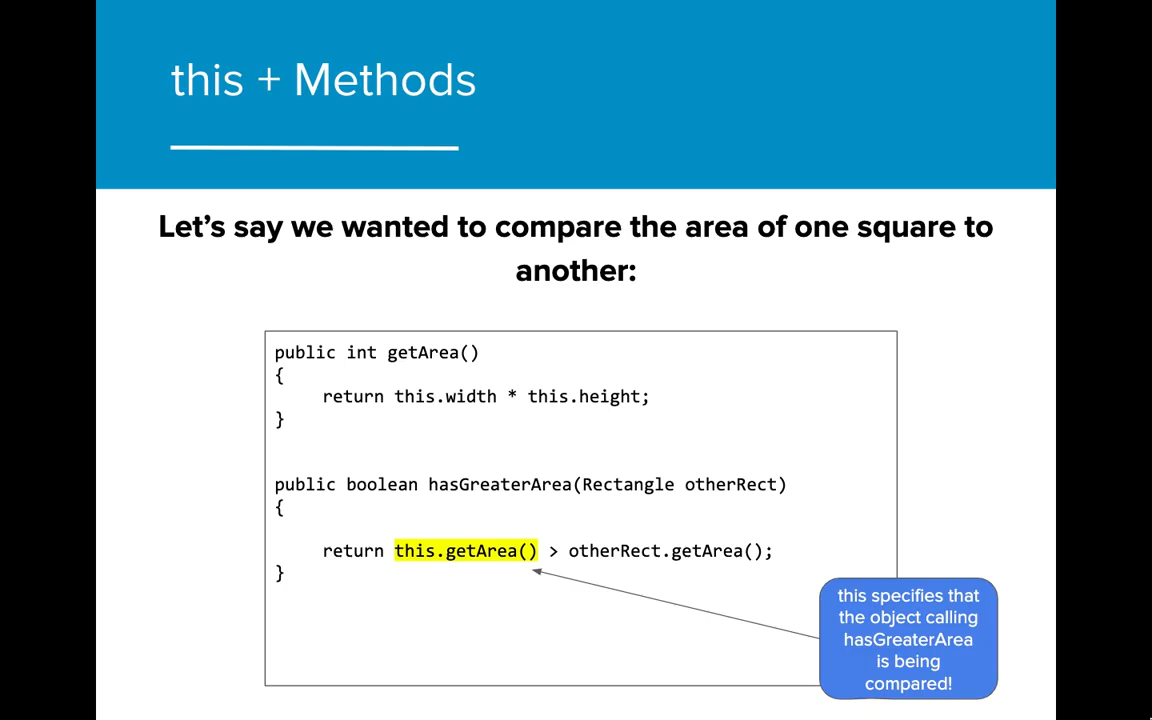 this + Methods
Let’s say we wanted to compare the area of one square to
another:
public int getArea()
{
return this.width * this.height;
}
public boolean hasGreaterArea(Rectangle otherRect)
{
return this.getArea() > otherRect.getArea();
}
this specifies that
the object calling
hasGreaterArea
is being
compared!